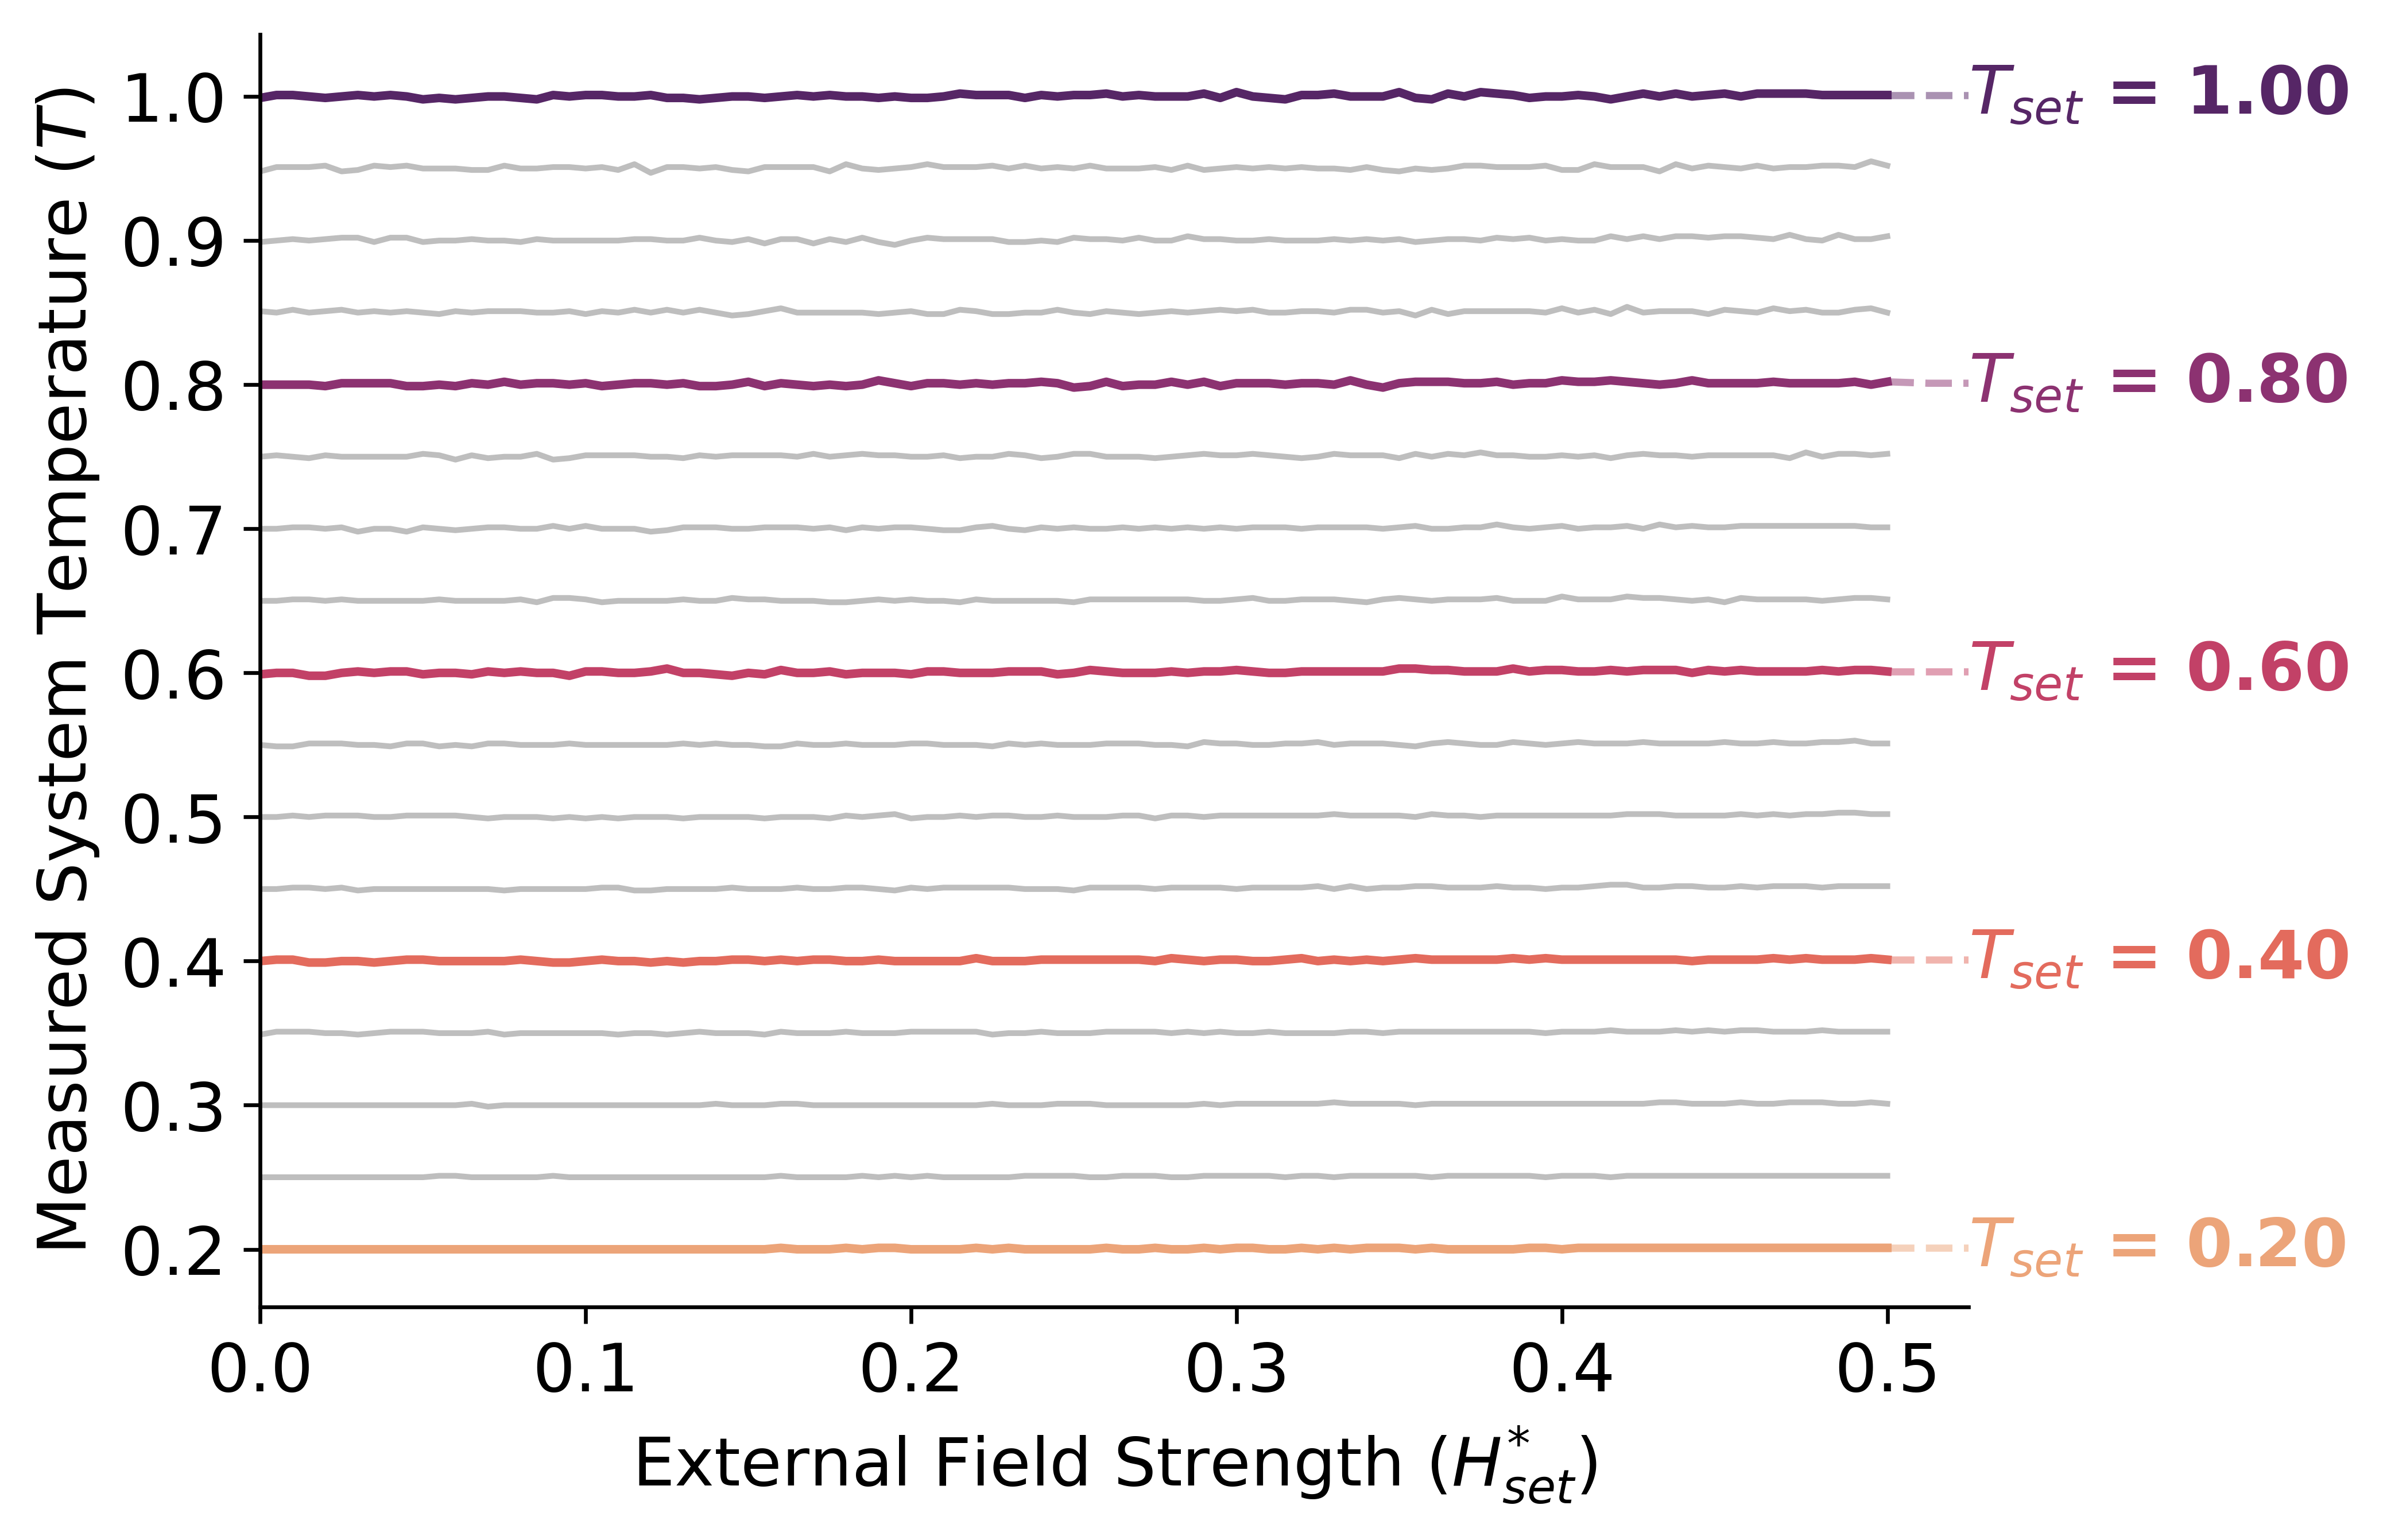 Measured System Temperature (T)
1.0
0.9
0.8
0.7
0.6
0.5
0.4
0.3
0.2
T_set = 1.00
T_set = 0.80
T_set = 0.60
T_set = 0.40
T_set = 0.20
0.0 0.1 0.2 0.3 0.4 0.5
External Field Strength (H*_set)